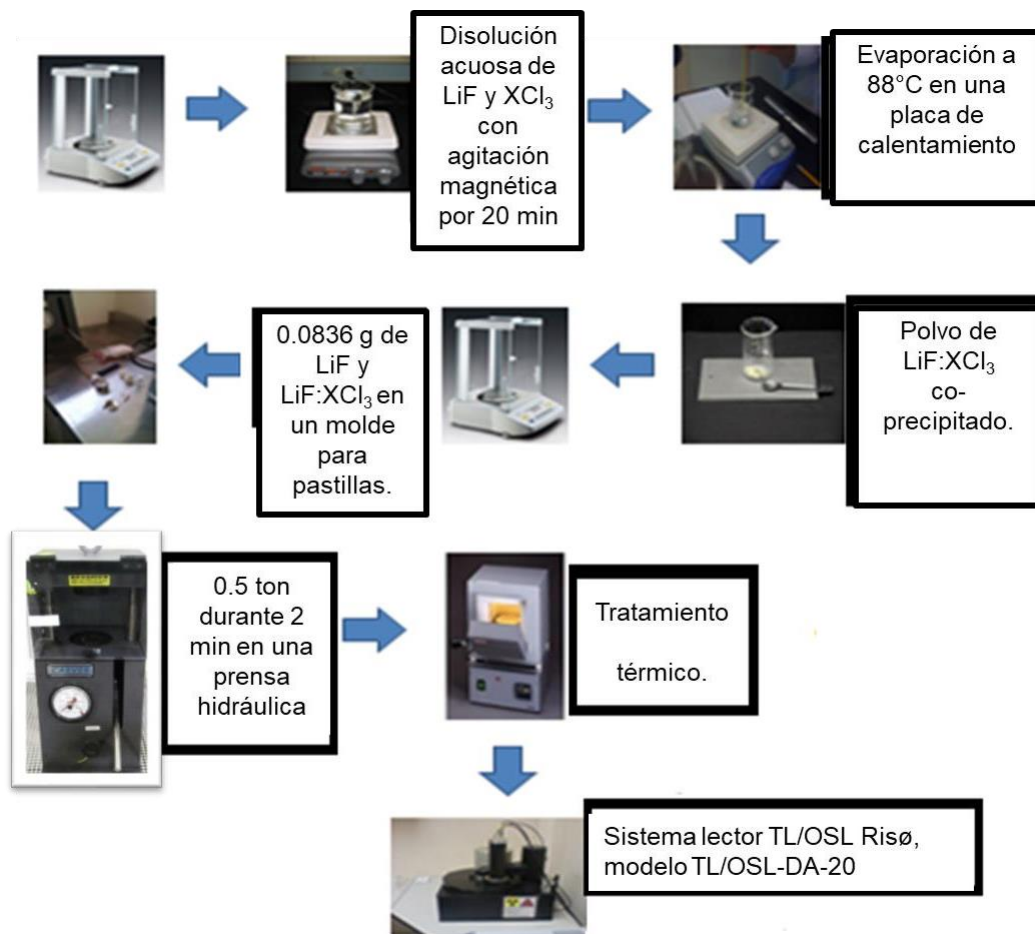 Disolución
acuosa de
LiF y XCl₃
con
agitación
magnética
por 20 min
Evaporación a
88°C en una
placa de
calentamiento
Polvo de
LiF:XCl₃
co-
precipitado.
0.0836 g de
LiF y
LiF:XCl₃ en
un molde
para
pastillas.
0.5 ton
durante 2
min en una
prensa
hidráulica
Tratamiento
térmico.
Sistema lector TL/OSL Risø,
modelo TL/OSL-DA-20